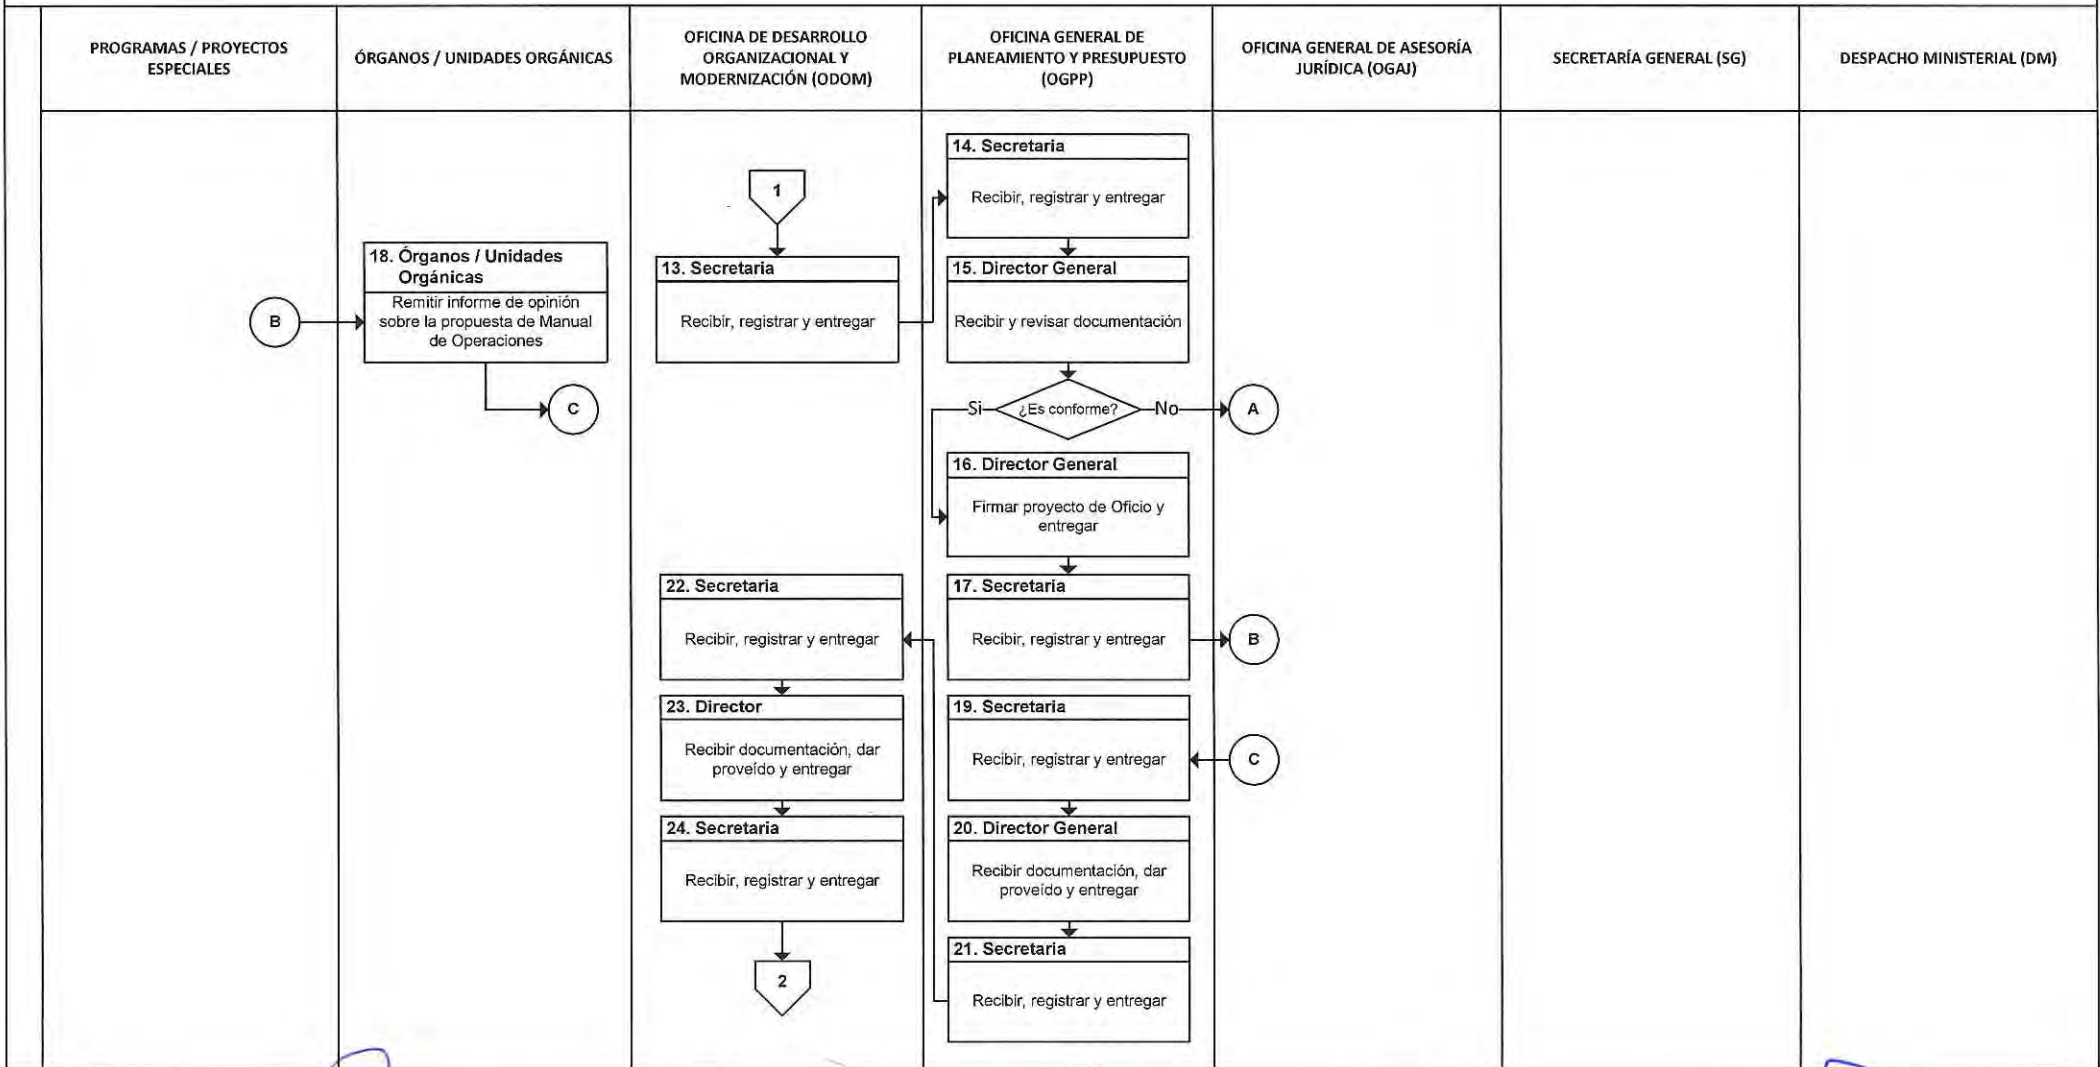 PROGRAMAS / PROYECTOS
ESPECIALES
ÓRGANOS / UNIDADES ORGÁNICAS
OFICINA DE DESARROLLO
ORGANIZACIONAL Y
MODERNIZACIÓN (ODOM)
OFICINA GENERAL DE
PLANEAMIENTO Y PRESUPUESTO
(OGPP)
OFICINA GENERAL DE ASESORÍA
JURÍDICA (OGAJ)
SECRETARÍA GENERAL (SG)
DESPACHO MINISTERIAL (DM)
B
18. Órganos / Unidades
Orgánicas
Remitir informe de opinión
sobre la propuesta de Manual
de Operaciones
C
1
13. Secretaria
Recibir, registrar y entregar
14. Secretaria
Recibir, registrar y entregar
15. Director General
Recibir y revisar documentación
¿Es conforme?
Si
No
A
16. Director General
Firmar proyecto de Oficio y
entregar
17. Secretaria
Recibir, registrar y entregar
B
19. Secretaria
Recibir, registrar y entregar
C
20. Director General
Recibir documentación, dar
proveído y entregar
21. Secretaria
Recibir, registrar y entregar
22. Secretaria
Recibir, registrar y entregar
23. Director
Recibir documentación, dar
proveído y entregar
24. Secretaria
Recibir, registrar y entregar
2